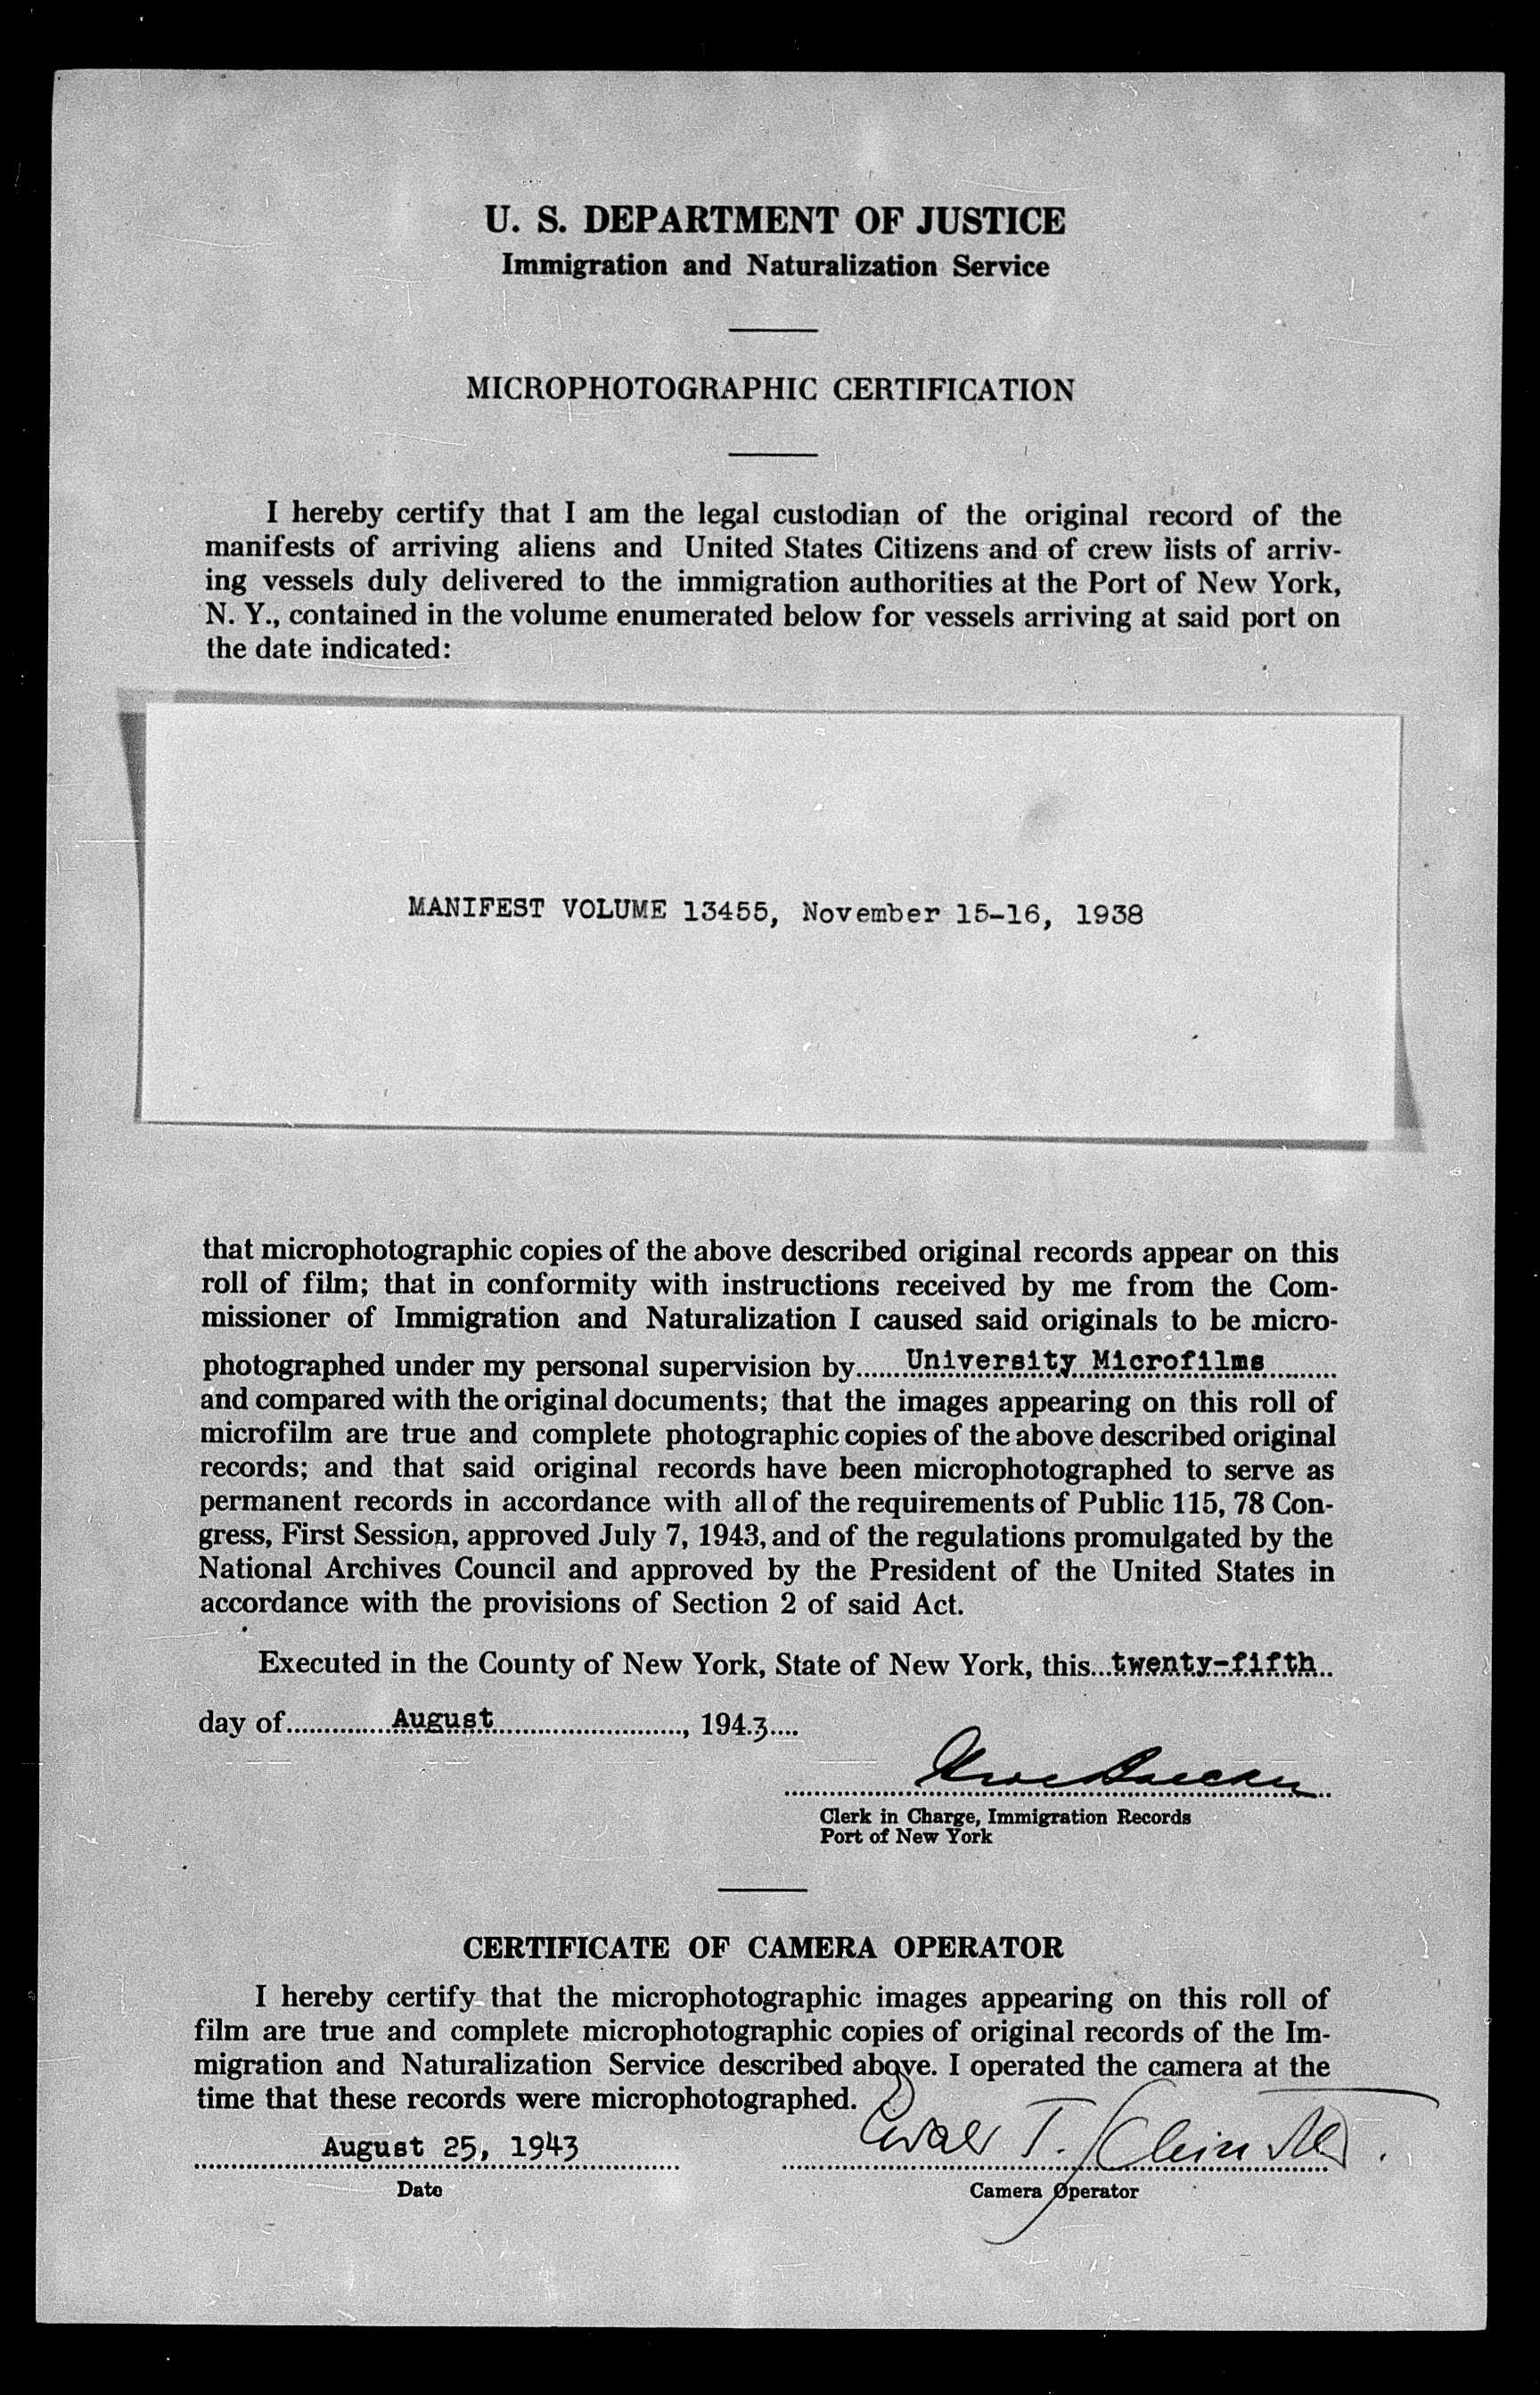 U. S. DEPARTMENT OF JUSTICE
Immigration and Naturalization Service
MICROPHOTOGRAPHIC CERTIFICATION
I hereby certify that I am the legal custodian of the original record of the
manifests of arriving aliens and United States Citizens and of crew lists of arriv-
ing vessels duly delivered to the immigration authorities at the Port of New York,
N. Y., contained in the volume enumerated below for vessels arriving at said port on
the date indicated:
MANIFEST VOLUME 13455, November 15-16, 1938
that microphotographic copies of the above described original records appear on this
roll of film; that in conformity with instructions received by me from the Com-
missioner of Immigration and Naturalization I caused said originals to be micro-
photographed under my personal supervision by......University Microfilms......
and compared with the original documents; that the images appearing on this roll of
microfilm are true and complete photographic copies of the above described original
records; and that said original records have been microphotographed to serve as
permanent records in accordance with all of the requirements of Public 115, 78 Con-
gress, First Session, approved July 7, 1943, and of the regulations promulgated by the
National Archives Council and approved by the President of the United States in
accordance with the provisions of Section 2 of said Act.
Executed in the County of New York, State of New York, this...twenty-fifth..
day of..............August........................, 194.3....
Clerk in Charge, Immigration Records
Port of New York
CERTIFICATE OF CAMERA OPERATOR
I hereby certify that the microphotographic images appearing on this roll of
film are true and complete microphotographic copies of original records of the Im-
migration and Naturalization Service described above. I operated the camera at the
time that these records were microphotographed.
August 25, 1943
T.
Date
Camera Operator